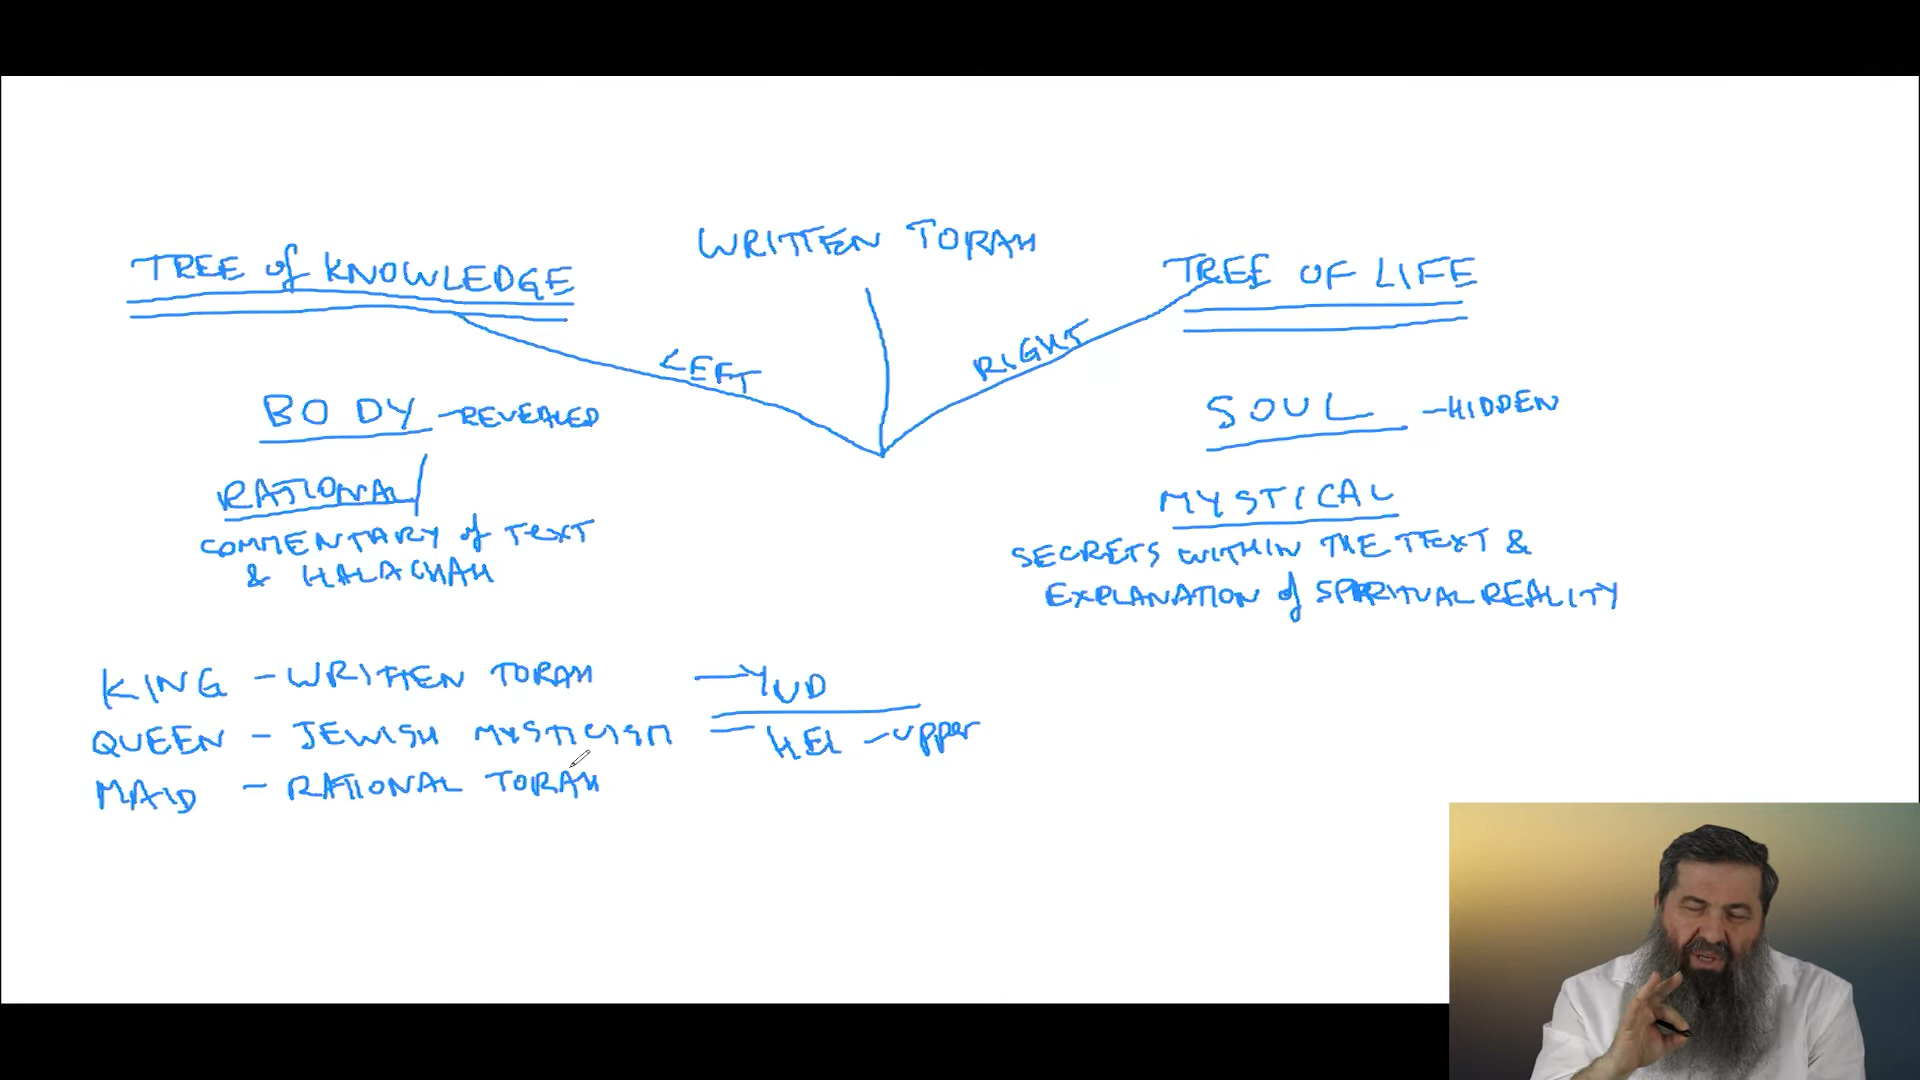 WRITTEN TORAH
TREE of KNOWLEDGE
TREE OF LIFE
LEFT
RIGHT
BODY - REVEALED
SOUL - HIDDEN
RATIONAL
MYSTICAL
COMMENTARY of TEXT
& HALACHAH
SECRETS WITHIN THE TEXT &
EXPLANATION of SPIRITUAL REALITY
KING - WRITTEN TORAH - YUD
QUEEN - JEWISH MYSTICISM - HEI - upper
MAID - RATIONAL TORAH